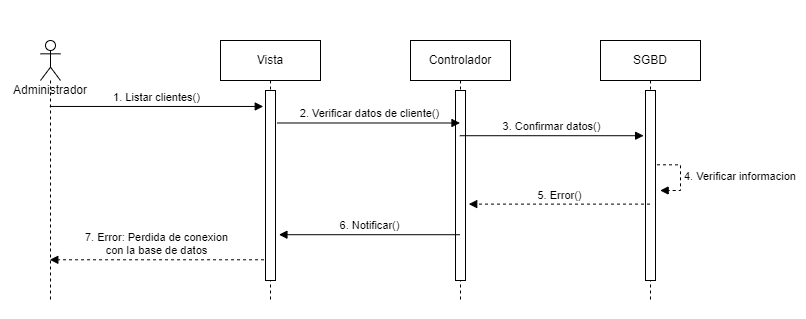 Vista
Controlador
SGBD
Administrador
1. Listar clientes()
2. Verificar datos de cliente()
3. Confirmar datos()
4. Verificar informacion
5. Error()
6. Notificar()
7. Error: Perdida de conexion
con la base de datos